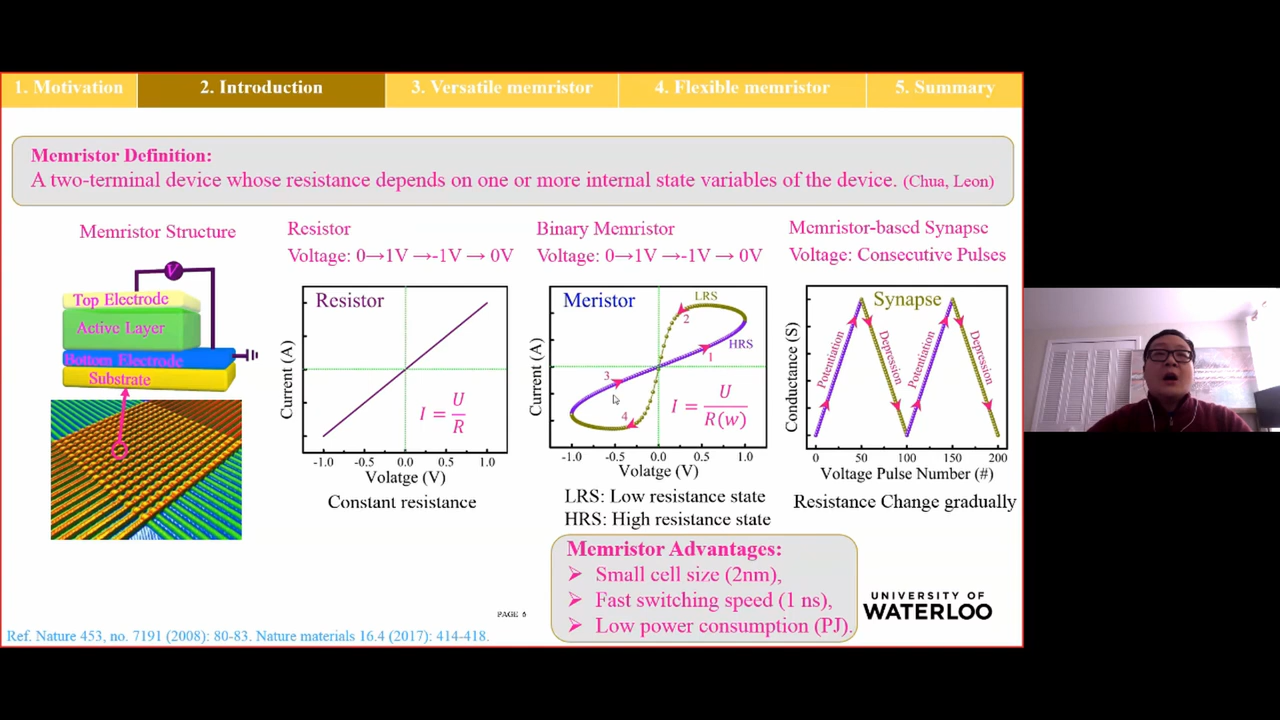 1. Motivation
2. Introduction
3. Versatile memristor
4. Flexible memristor
5. Summary
Memristor Definition:
A two-terminal device whose resistance depends on one or more internal state variables of the device. (Chua, Leon)
Memristor Structure
V
Top Electrode
Active Layer
Bottom Electrode
Substrate
Resistor
Voltage: 0→1V →-1V → 0V
Resistor
Current (A)
I = U/R
-1.0 -0.5 0.0 0.5 1.0
Volatge (V)
Constant resistance
Binary Memristor
Voltage: 0→1V →-1V → 0V
Meristor
LRS
2
HRS
1
3
4
Current (A)
I = U/R(w)
-1.0 -0.5 0.0 0.5 1.0
Volatge (V)
LRS: Low resistance state
HRS: High resistance state
Memristor-based Synapse
Voltage: Consecutive Pulses
Synapse
Conductance (S)
Potentiation
Depression
Potentiation
Depression
0 50 100 150 200
Voltage Pulse Number (#)
Resistance Change gradually
Memristor Advantages:
➢ Small cell size (2nm),
➢ Fast switching speed (1 ns),
➢ Low power consumption (PJ).
UNIVERSITY OF
WATERLOO
PAGE 6
Ref. Nature 453, no. 7191 (2008): 80-83. Nature materials 16.4 (2017): 414-418.